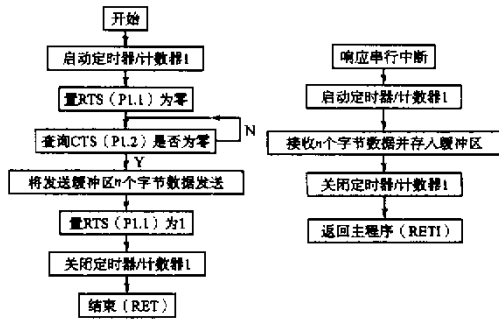 开始
启动定时器/计数器1
置RTS（P1.1）为零
查询CTS（P1.2）是否为零
N
Y
将发送缓冲区n个字节数据发送
置RTS（P1.1）为1
关闭定时器/计数器1
结束（RET）
响应串行中断
启动定时器/计数器1
接收n个字节数据并存入缓冲区
关闭定时器/计数器1
返回主程序（RETI）